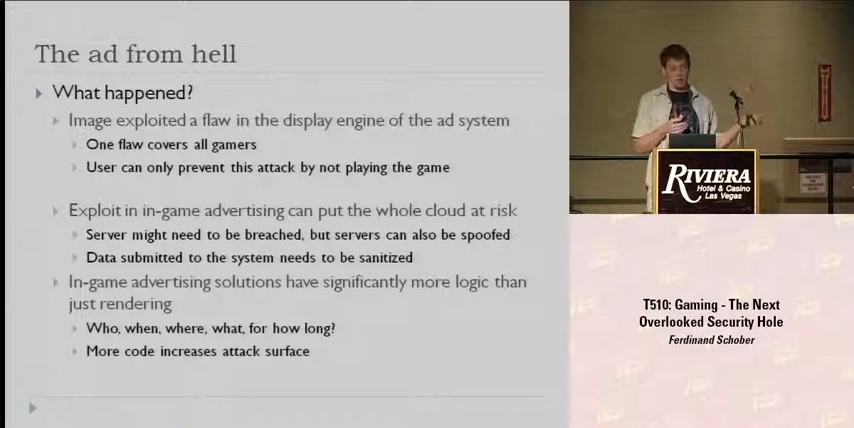 The ad from hell
What happened?
Image exploited a flaw in the display engine of the ad system
One flaw covers all gamers
User can only prevent this attack by not playing the game
Exploit in in-game advertising can put the whole cloud at risk
Server might need to be breached, but servers can also be spoofed
Data submitted to the system needs to be sanitized
In-game advertising solutions have significantly more logic than
just rendering
Who, when, where, what, for how long?
More code increases attack surface
RIVIERA
Hotel & Casino
Las Vegas
T510: Gaming - The Next
Overlooked Security Hole
Ferdinand Schober